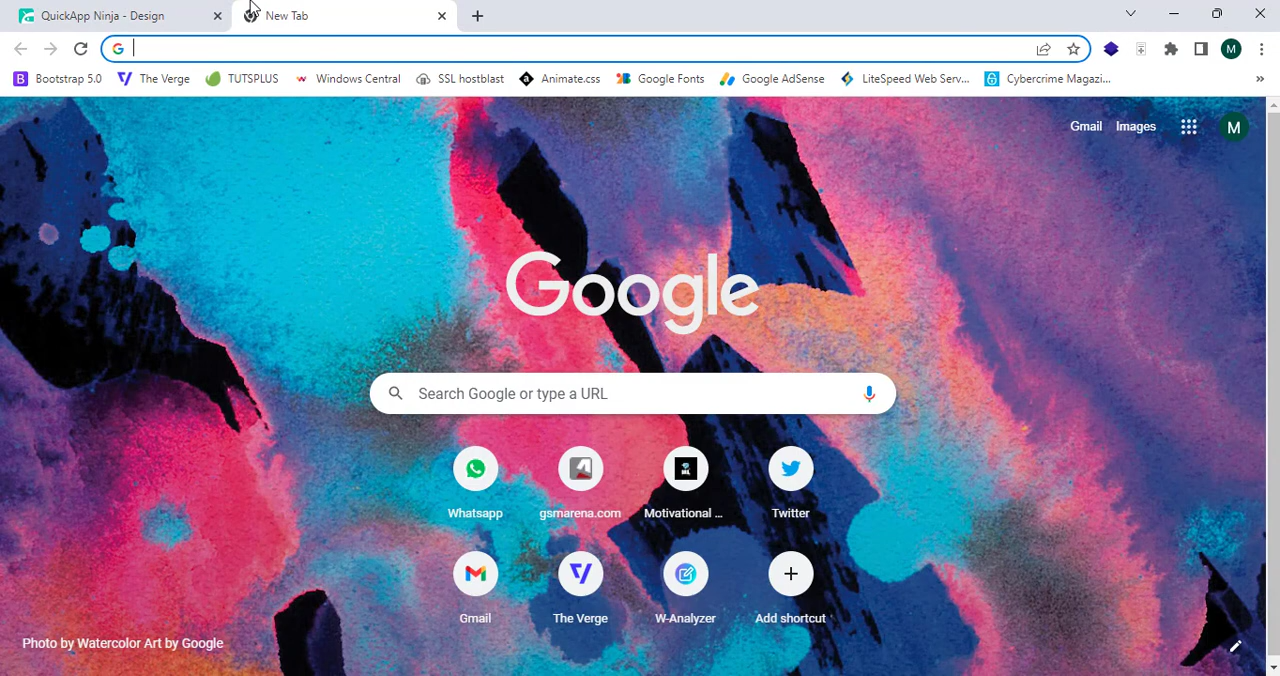 QuickApp Ninja - Design
New Tab
Bootstrap 5.0
The Verge
TUTSPLUS
Windows Central
SSL hostblast
Animate.css
Google Fonts
Google AdSense
LiteSpeed Web Serv...
Cybercrime Magazi...
M
Gmail
Images
M
Google
Search Google or type a URL
Whatsapp
gsmarena.com
Motivational ...
Twitter
Gmail
The Verge
W-Analyzer
Add shortcut
Photo by Watercolor Art by Google